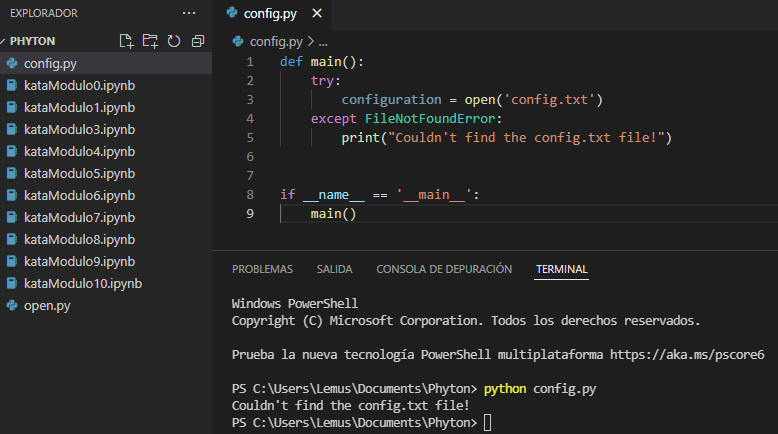 EXPLORADOR
PHYTON
config.py
kataModulo0.ipynb
kataModulo1.ipynb
kataModulo3.ipynb
kataModulo4.ipynb
kataModulo5.ipynb
kataModulo6.ipynb
kataModulo7.ipynb
kataModulo8.ipynb
kataModulo9.ipynb
kataModulo10.ipynb
open.py
config.py
config.py > ...
1 def main():
2     try:
3         configuration = open('config.txt')
4     except FileNotFoundError:
5         print("Couldn't find the config.txt file!")
6
7
8 if __name__ == '__main__':
9     main()
PROBLEMAS SALIDA CONSOLA DE DEPURACIÓN TERMINAL
Windows PowerShell
Copyright (C) Microsoft Corporation. Todos los derechos reservados.
Prueba la nueva tecnología PowerShell multiplataforma https://aka.ms/pscore6
PS C:\Users\Lemus\Documents\Phyton> python config.py
Couldn't find the config.txt file!
PS C:\Users\Lemus\Documents\Phyton>